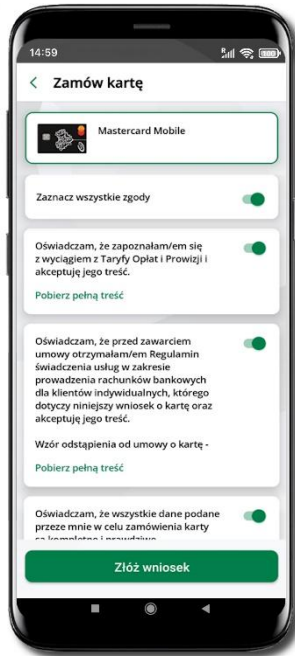 14:59
Zamów kartę
Mastercard Mobile
Zaznacz wszystkie zgody
Oświadczam, że zapoznałam/em się
z wyciągiem z Taryfy Opłat i Prowizji i
akceptuję jego treść.
Pobierz pełną treść
Oświadczam, że przed zawarciem
umowy otrzymałam/em Regulamin
świadczenia usług w zakresie
prowadzenia rachunków bankowych
dla klientów indywidualnych, którego
dotyczy niniejszy wniosek o kartę oraz
akceptuję jego treść.
Wzór odstąpienia od umowy o kartę -
Pobierz pełną treść
Oświadczam, że wszystkie dane podane
przeze mnie w celu zamówienia karty
są kompletne i prawdziwe
Złóż wniosek